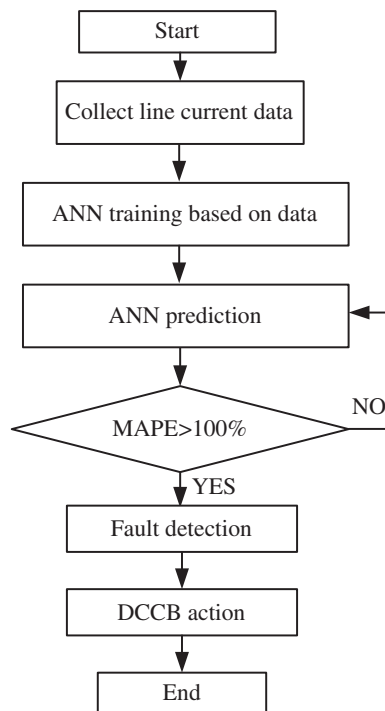 Start
Collect line current data
ANN training based on data
ANN prediction
MAPE>100%
NO
YES
Fault detection
DCCB action
End